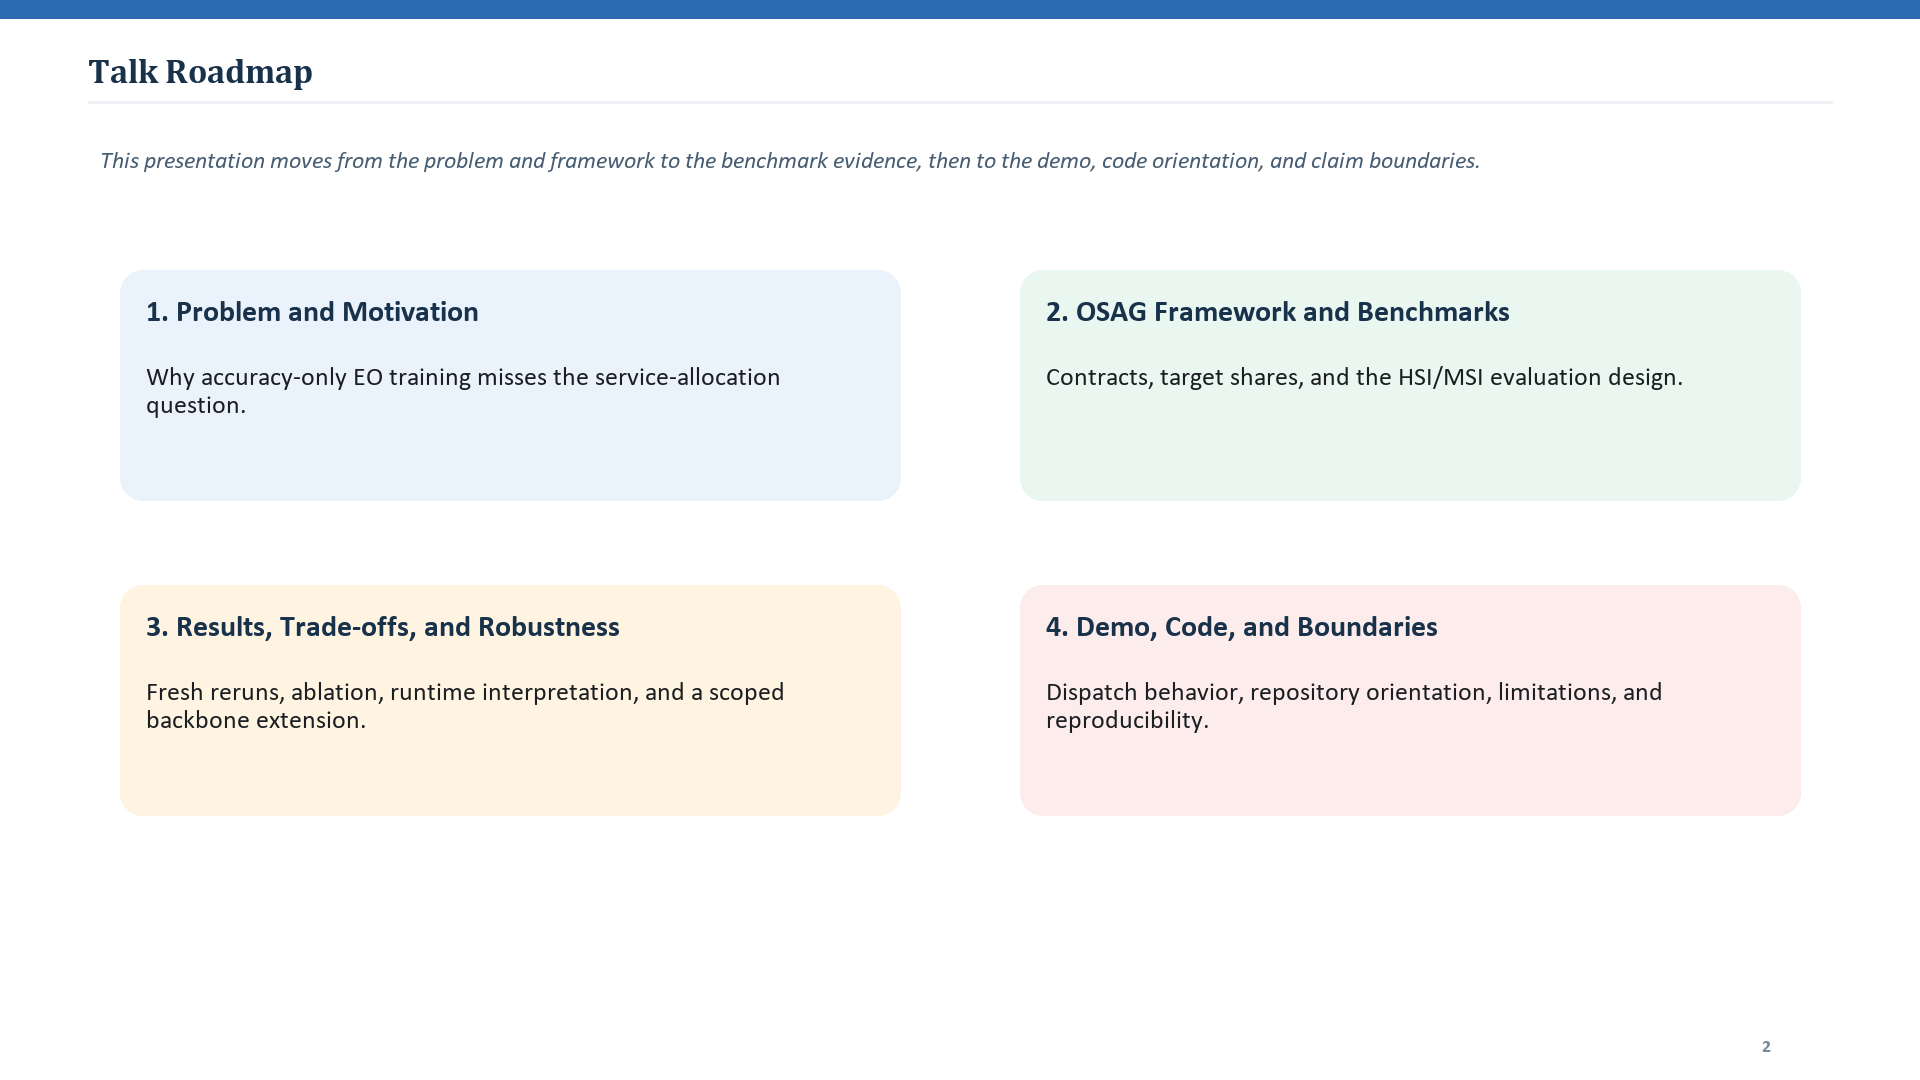 Talk Roadmap
This presentation moves from the problem and framework to the benchmark evidence, then to the demo, code orientation, and claim boundaries.
1. Problem and Motivation
Why accuracy-only EO training misses the service-allocation
question.
2. OSAG Framework and Benchmarks
Contracts, target shares, and the HSI/MSI evaluation design.
3. Results, Trade-offs, and Robustness
Fresh reruns, ablation, runtime interpretation, and a scoped
backbone extension.
4. Demo, Code, and Boundaries
Dispatch behavior, repository orientation, limitations, and
reproducibility.
2